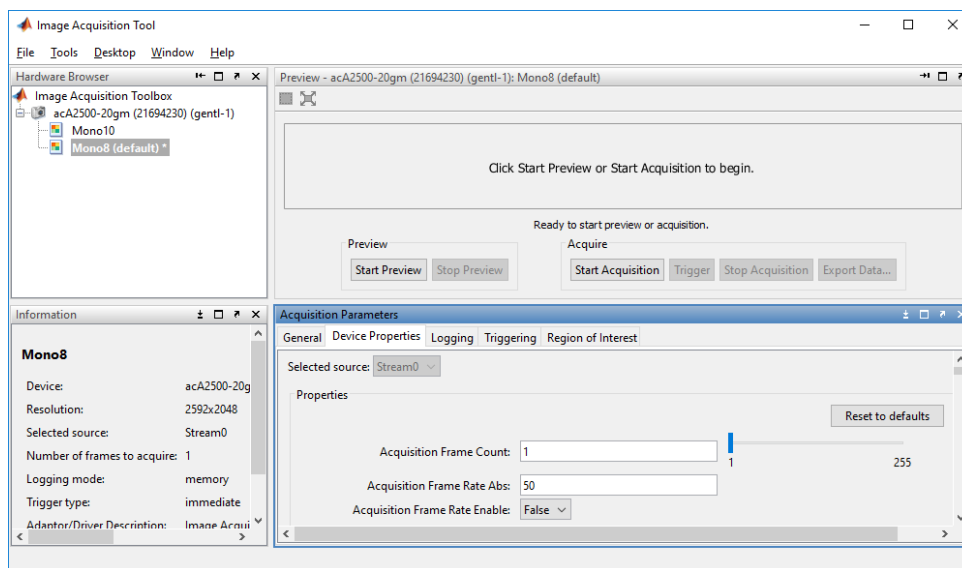 Image Acquisition Tool
File Tools Desktop Window Help
Hardware Browser
Image Acquisition Toolbox
acA2500-20gm (21694230) (gentl-1)
Mono10
Mono8 (default) *
Preview - acA2500-20gm (21694230) (gentl-1): Mono8 (default)
Click Start Preview or Start Acquisition to begin.
Ready to start preview or acquisition.
Preview
Start Preview Stop Preview
Acquire
Start Acquisition Trigger Stop Acquisition Export Data...
Information
Mono8
Device: acA2500-20g
Resolution: 2592x2048
Selected source: Stream0
Number of frames to acquire: 1
Logging mode: memory
Trigger type: immediate
Adaptor/Driver Description: Image Acqui
Acquisition Parameters
General Device Properties Logging Triggering Region of Interest
Selected source: Stream0
Properties
Reset to defaults
Acquisition Frame Count: 1
1 255
Acquisition Frame Rate Abs: 50
Acquisition Frame Rate Enable: False